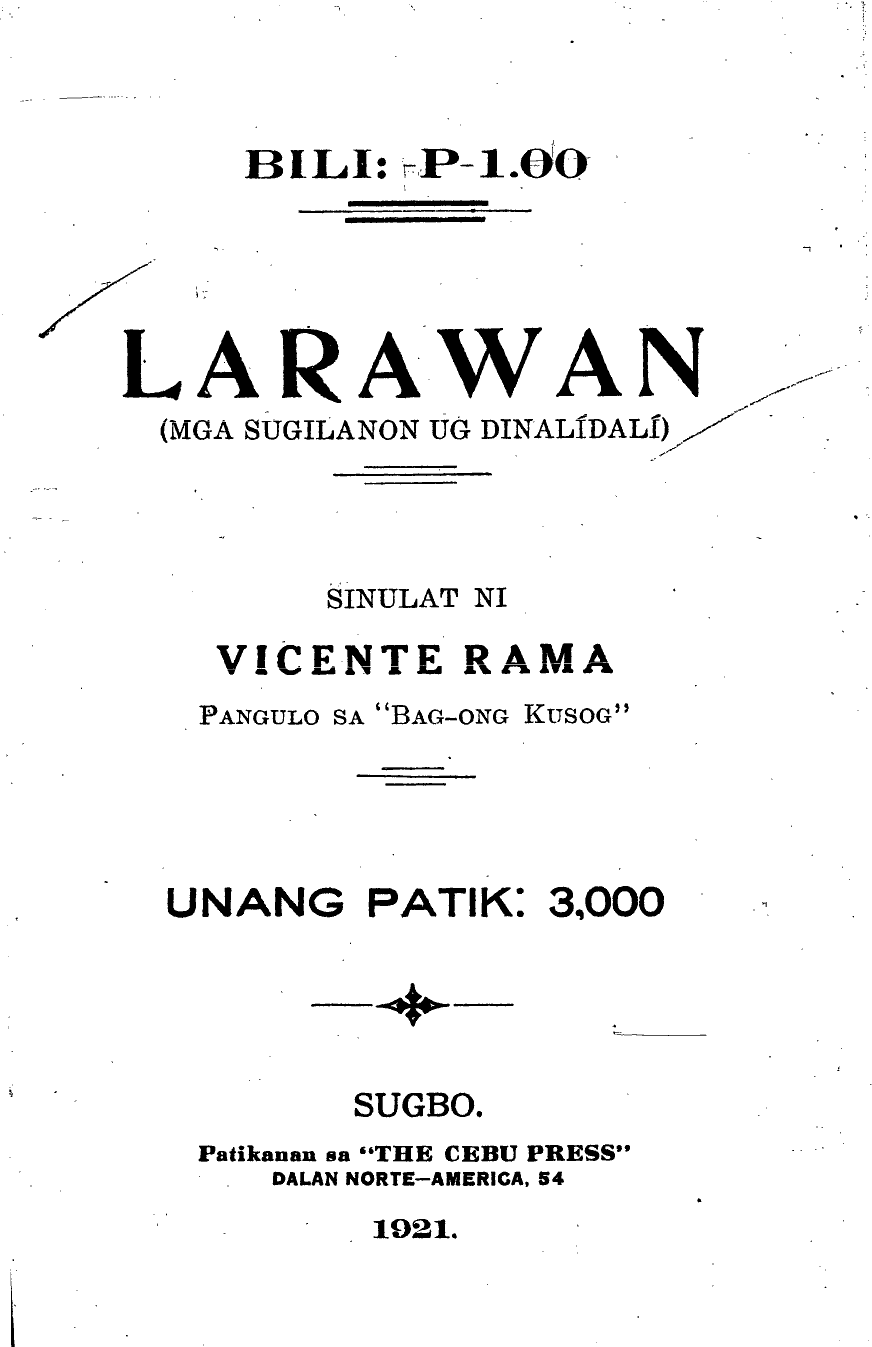 BILI: P-1.00
LARAWAN
(MGA SUGILANON UG DINALÍDALÍ)
SINULAT NI
VICENTE RAMA
PANGULO SA “BAG-ONG KUSOG”
UNANG PATIK: 3,000
SUGBO.
Patikanan sa “THE CEBU PRESS”
DALAN NORTE—AMERICA, 54
1921.